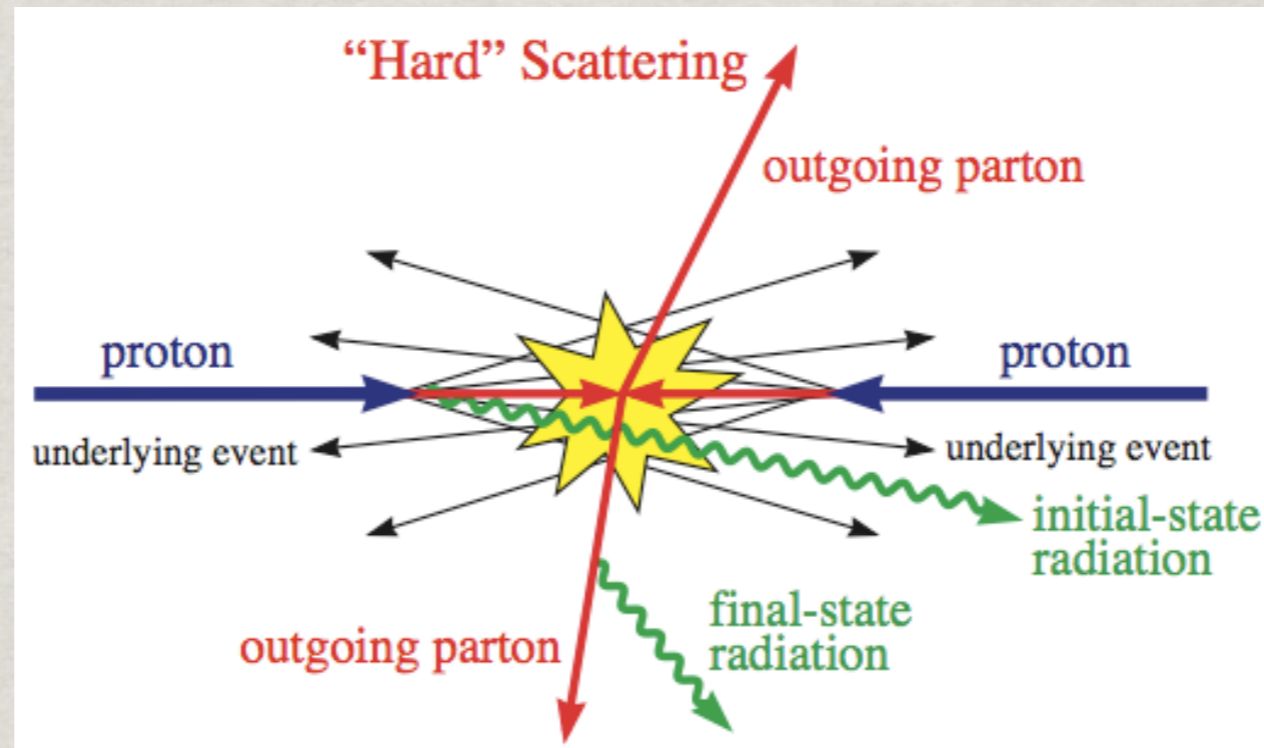 “Hard” Scattering
outgoing parton
proton
proton
underlying event
underlying event
initial-state
radiation
final-state
radiation
outgoing parton